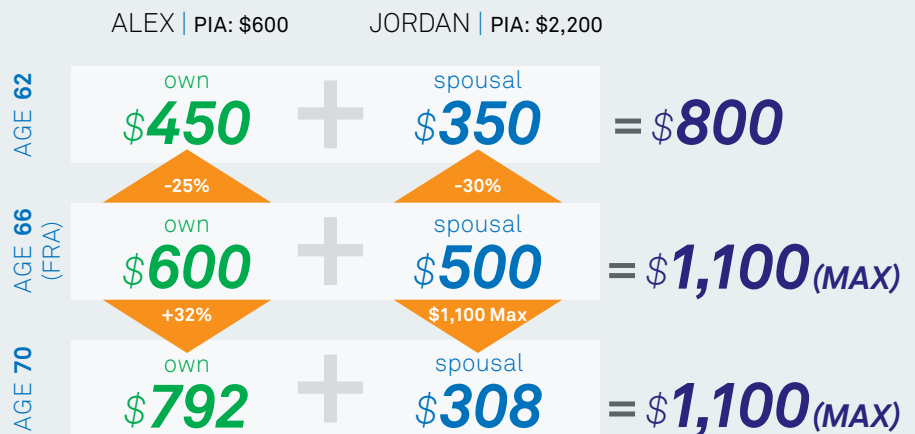 ALEX | PIA: $600
JORDAN | PIA: $2,200
AGE 62
own
$450
+
spousal
$350
= $800
-25%
-30%
AGE 66
(FRA)
own
$600
+
spousal
$500
= $1,100 (MAX)
+32%
$1,100 Max
AGE 70
own
$792
+
spousal
$308
= $1,100 (MAX)